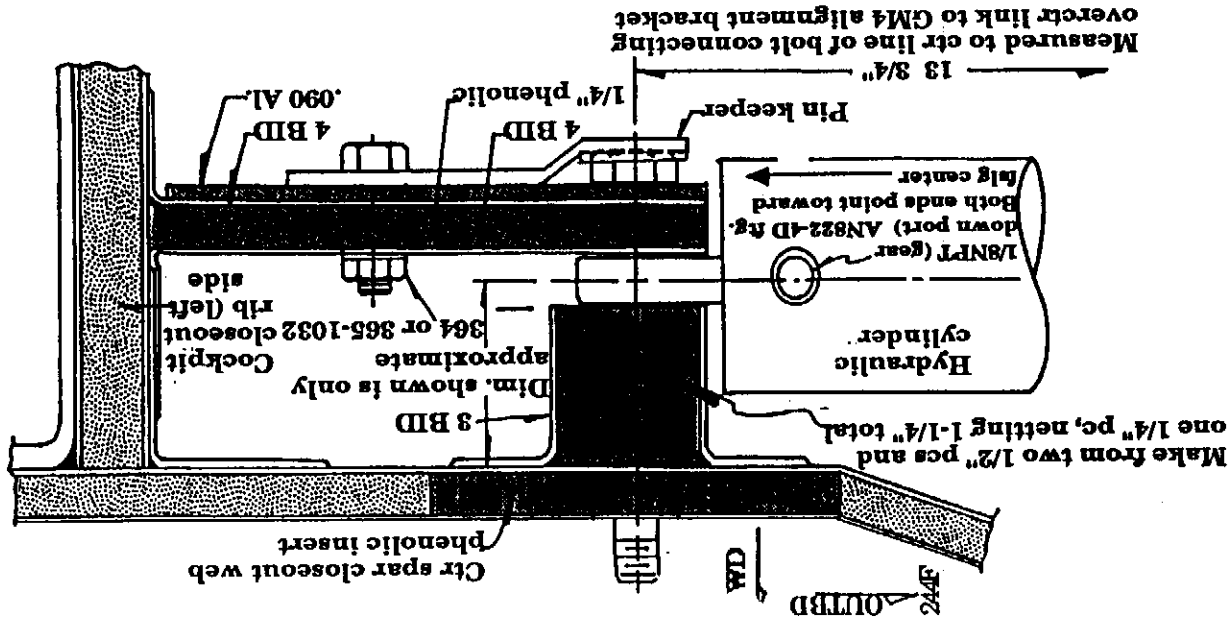 OUTBD
244F
WD
Ctr spar closeout web
phenolic insert
Make from two 1/2" pcs and
one 1/4" pc, netting 1-1/4" total
3 BID
Dim. shown is only
approximate
Hydraulic
cylinder
Cockpit
closeout
rib (left
side
364 or 365-1032
1/8NPT (gear
down port) AN822-4D ftg.
Both ends point toward
fslg center
Pin keeper
4 BID
1/4" phenolic
4 BID
.090 Al.
13 3/4"
Measured to ctr line of bolt connecting
overctr link to GM4 alignment bracket